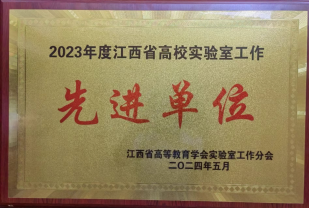 2023年度江西省高校实验室工作
先进单位
江西省高等教育学会实验室工作分会
二〇二四年五月